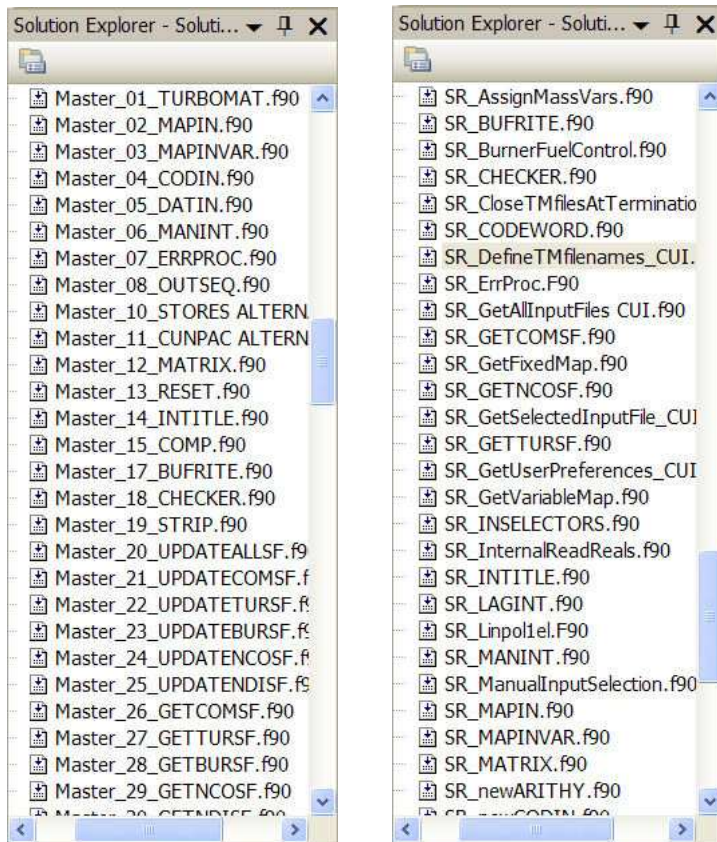 Solution Explorer - Soluti...
Master_01_TURBOMAT.f90
Master_02_MAPIN.f90
Master_03_MAPINVAR.f90
Master_04_CODIN.f90
Master_05_DATIN.f90
Master_06_MANINT.f90
Master_07_ERRPROC.f90
Master_08_OUTSEQ.f90
Master_10_STORES ALTERN
Master_11_CUNPAC ALTERN
Master_12_MATRIX.f90
Master_13_RESET.f90
Master_14_INTITLE.f90
Master_15_COMP.f90
Master_17_BUFRITE.f90
Master_18_CHECKER.f90
Master_19_STRIP.f90
Master_20_UPDATEALLSF.f9
Master_21_UPDATECOMSF.f
Master_22_UPDATETURSF.f9
Master_23_UPDATEBURSF.f9
Master_24_UPDATENCOSF.f9
Master_25_UPDATENDISF.f9
Master_26_GETCOMSF.f90
Master_27_GETTURSF.f90
Master_28_GETBURSF.f90
Master_29_GETNCOSF.f90
Solution Explorer - Soluti...
SR_AssignMassVars.f90
SR_BUFRITE.f90
SR_BurnerFuelControl.f90
SR_CHECKER.f90
SR_CloseTMfilesAtTerminatio
SR_CODEWORD.f90
SR_DefineTMfilenames_CUI.
SR_ErrProc.F90
SR_GetAllInputFiles CUI.f90
SR_GETCOMSF.f90
SR_GetFixedMap.f90
SR_GETNCOSF.f90
SR_GetSelectedInputFile_CUI
SR_GETTURSF.f90
SR_GetUserPreferences_CUI
SR_GetVariableMap.f90
SR_INSELECTORS.f90
SR_InternalReadReals.f90
SR_INTITLE.f90
SR_LAGINT.f90
SR_Linpol1el.F90
SR_MANINT.f90
SR_ManualInputSelection.f90
SR_MAPIN.f90
SR_MAPINVAR.f90
SR_MATRIX.f90
SR_newARITHY.f90